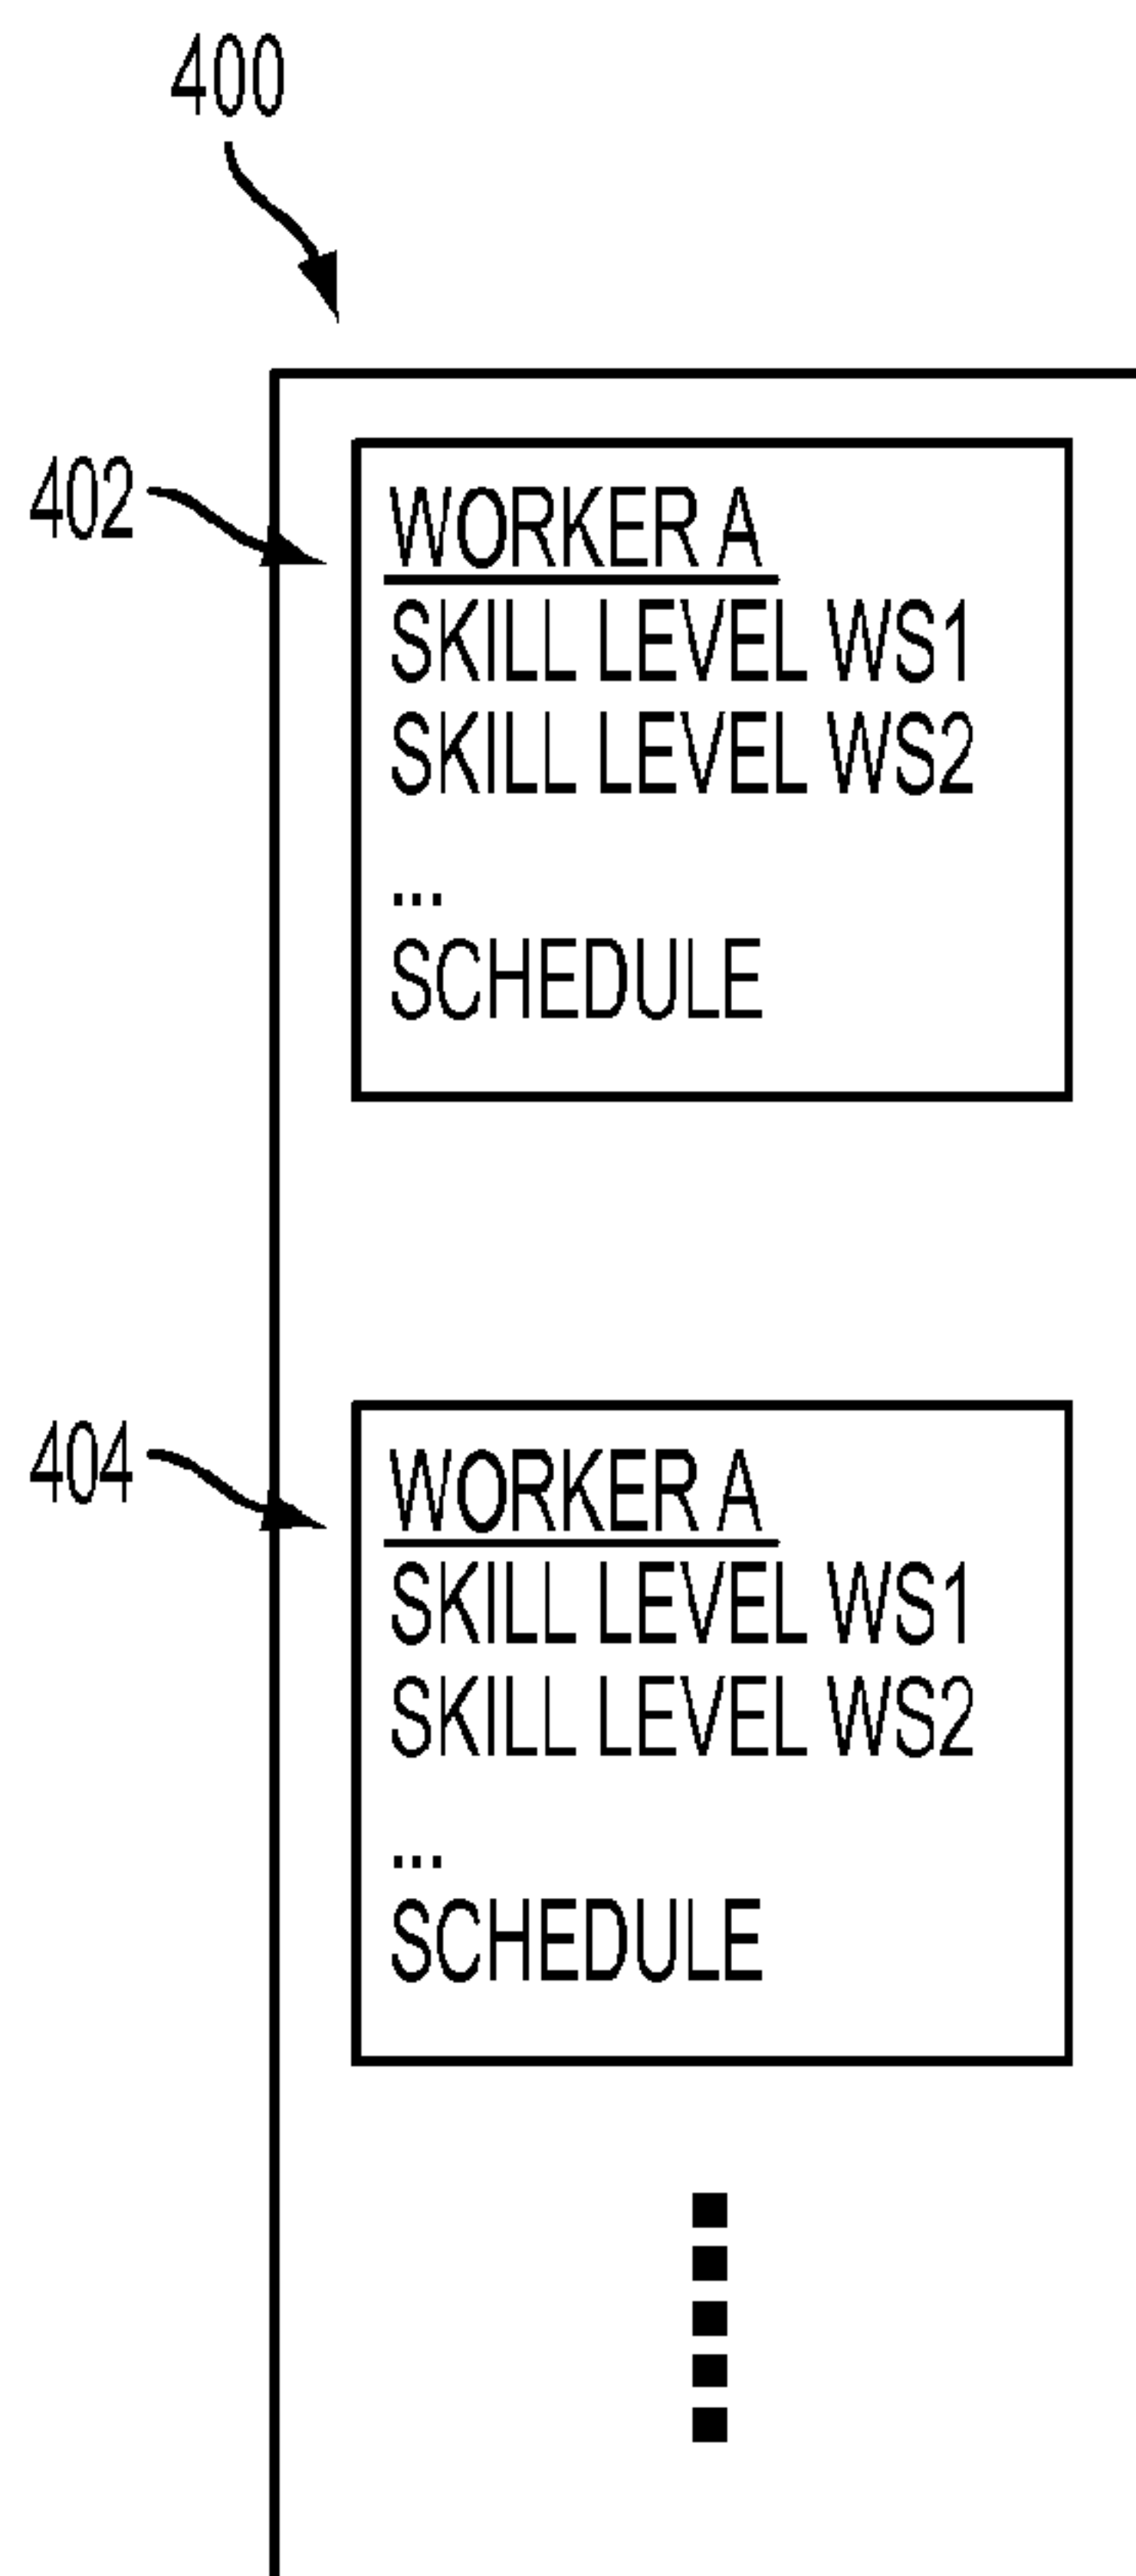 400
402
WORKER A
SKILL LEVEL WS1
SKILL LEVEL WS2
...
SCHEDULE
404
WORKER A
SKILL LEVEL WS1
SKILL LEVEL WS2
...
SCHEDULE